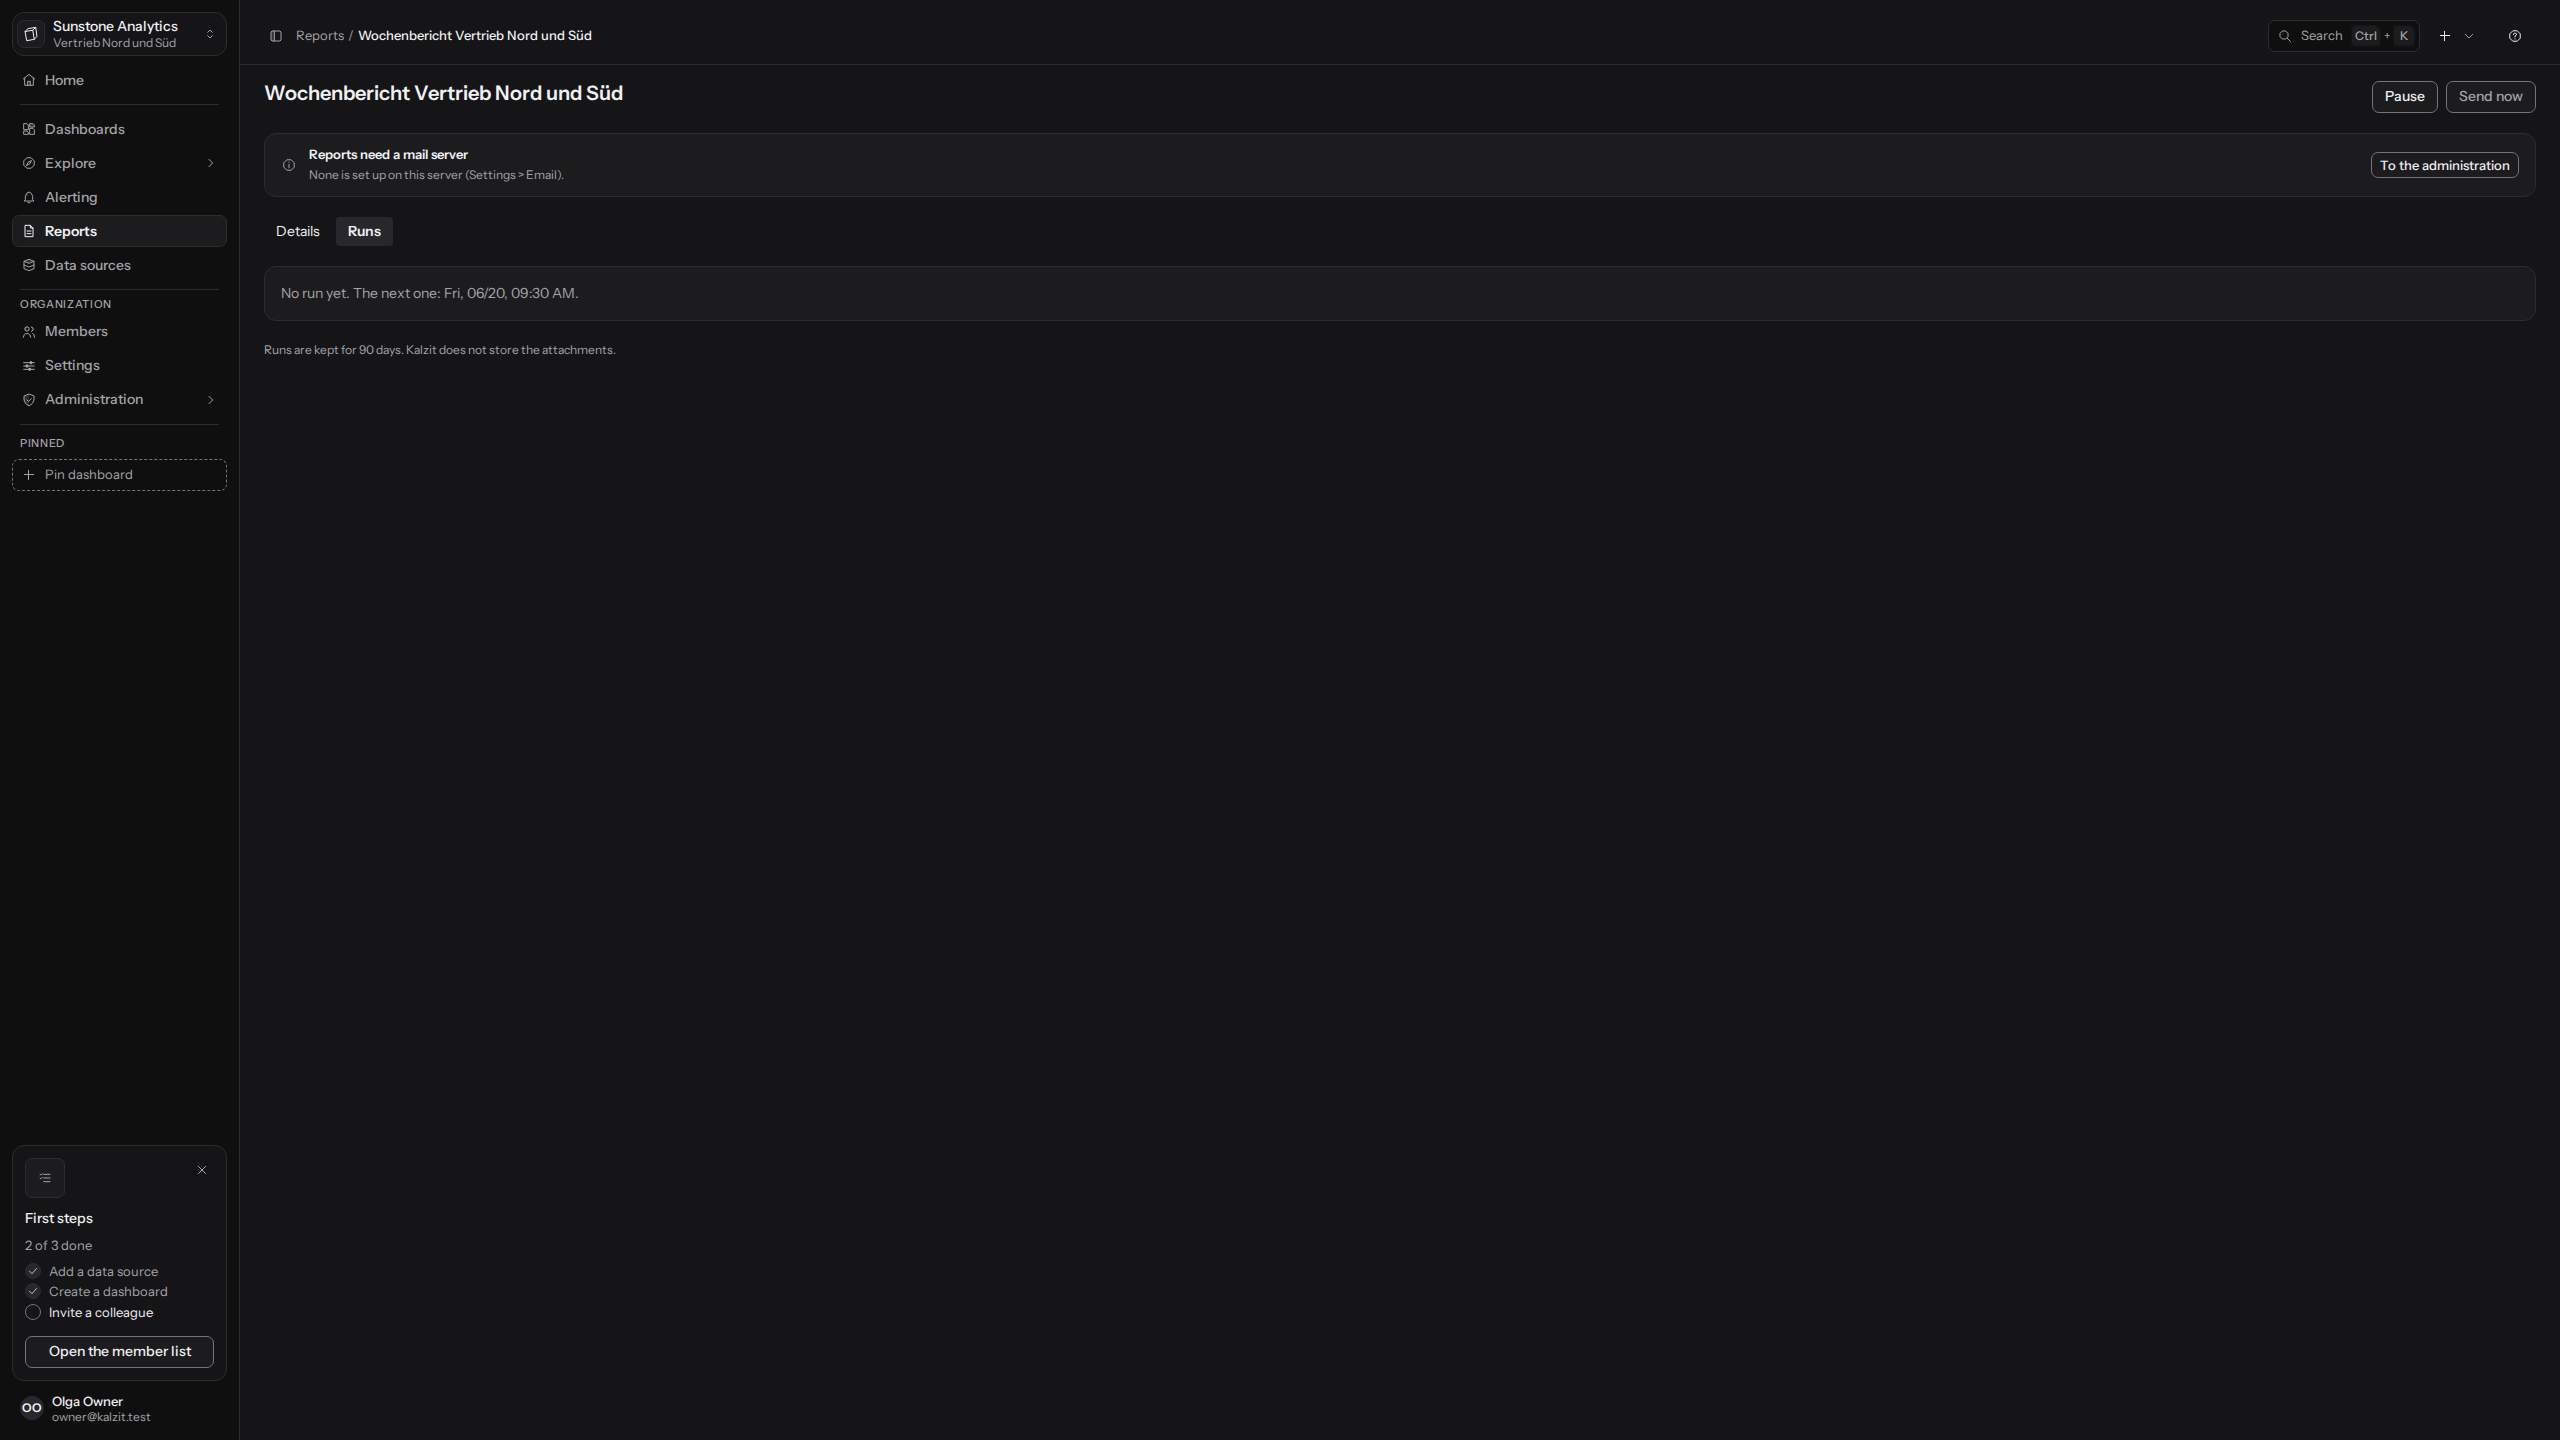 Sunstone Analytics
Vertrieb Nord und Süd
Home
Dashboards
Explore
Alerting
Reports
Data sources
ORGANIZATION
Members
Settings
Administration
PINNED
Pin dashboard
First steps
2 of 3 done
Add a data source
Create a dashboard
Invite a colleague
Open the member list
OO
Olga Owner
owner@kalzit.test
Reports / Wochenbericht Vertrieb Nord und Süd
Search Ctrl + K
Wochenbericht Vertrieb Nord und Süd
Pause
Send now
Reports need a mail server
None is set up on this server (Settings > Email).
To the administration
Details
Runs
No run yet. The next one: Fri, 06/20, 09:30 AM.
Runs are kept for 90 days. Kalzit does not store the attachments.